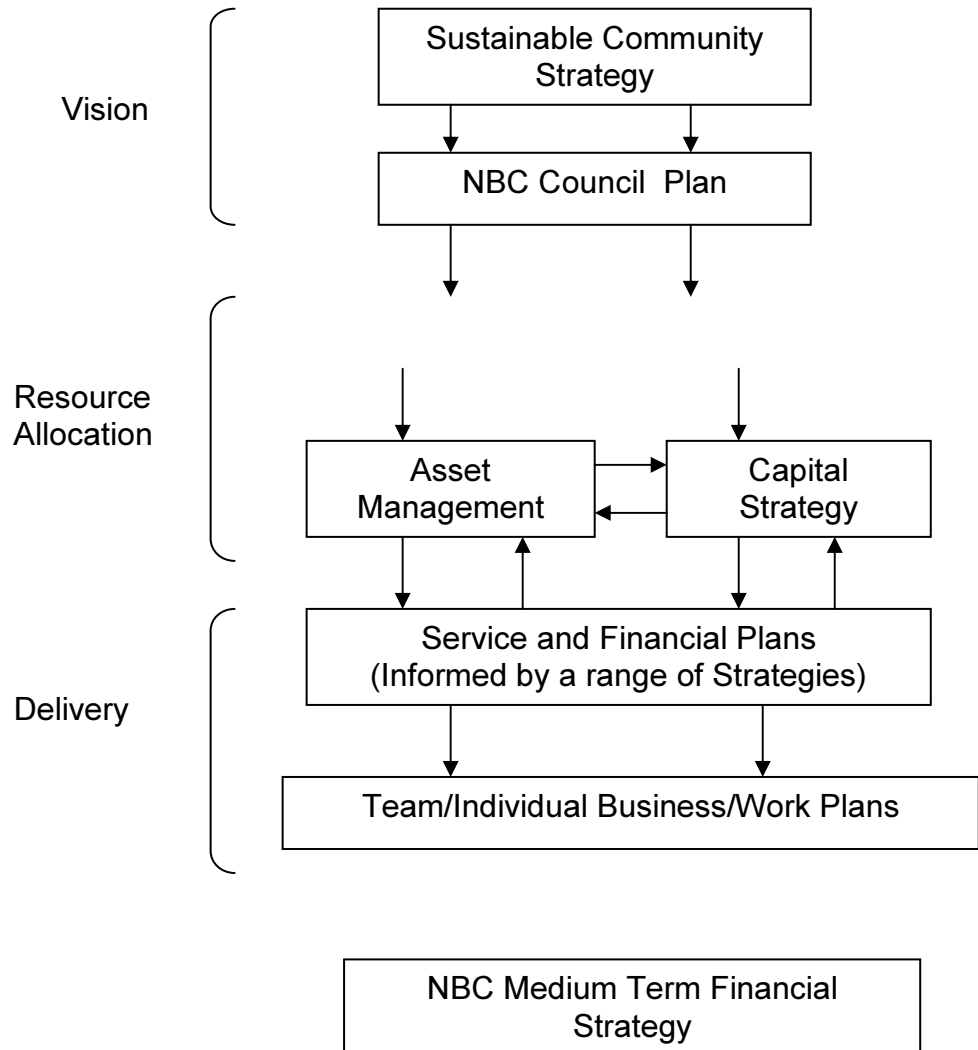 Sustainable Community
Strategy
Vision
NBC Council  Plan
Resource
Allocation
Asset
Management
Capital
Strategy
Service and Financial Plans
(Informed by a range of Strategies)
Delivery
Team/Individual Business/Work Plans
NBC Medium Term Financial
Strategy